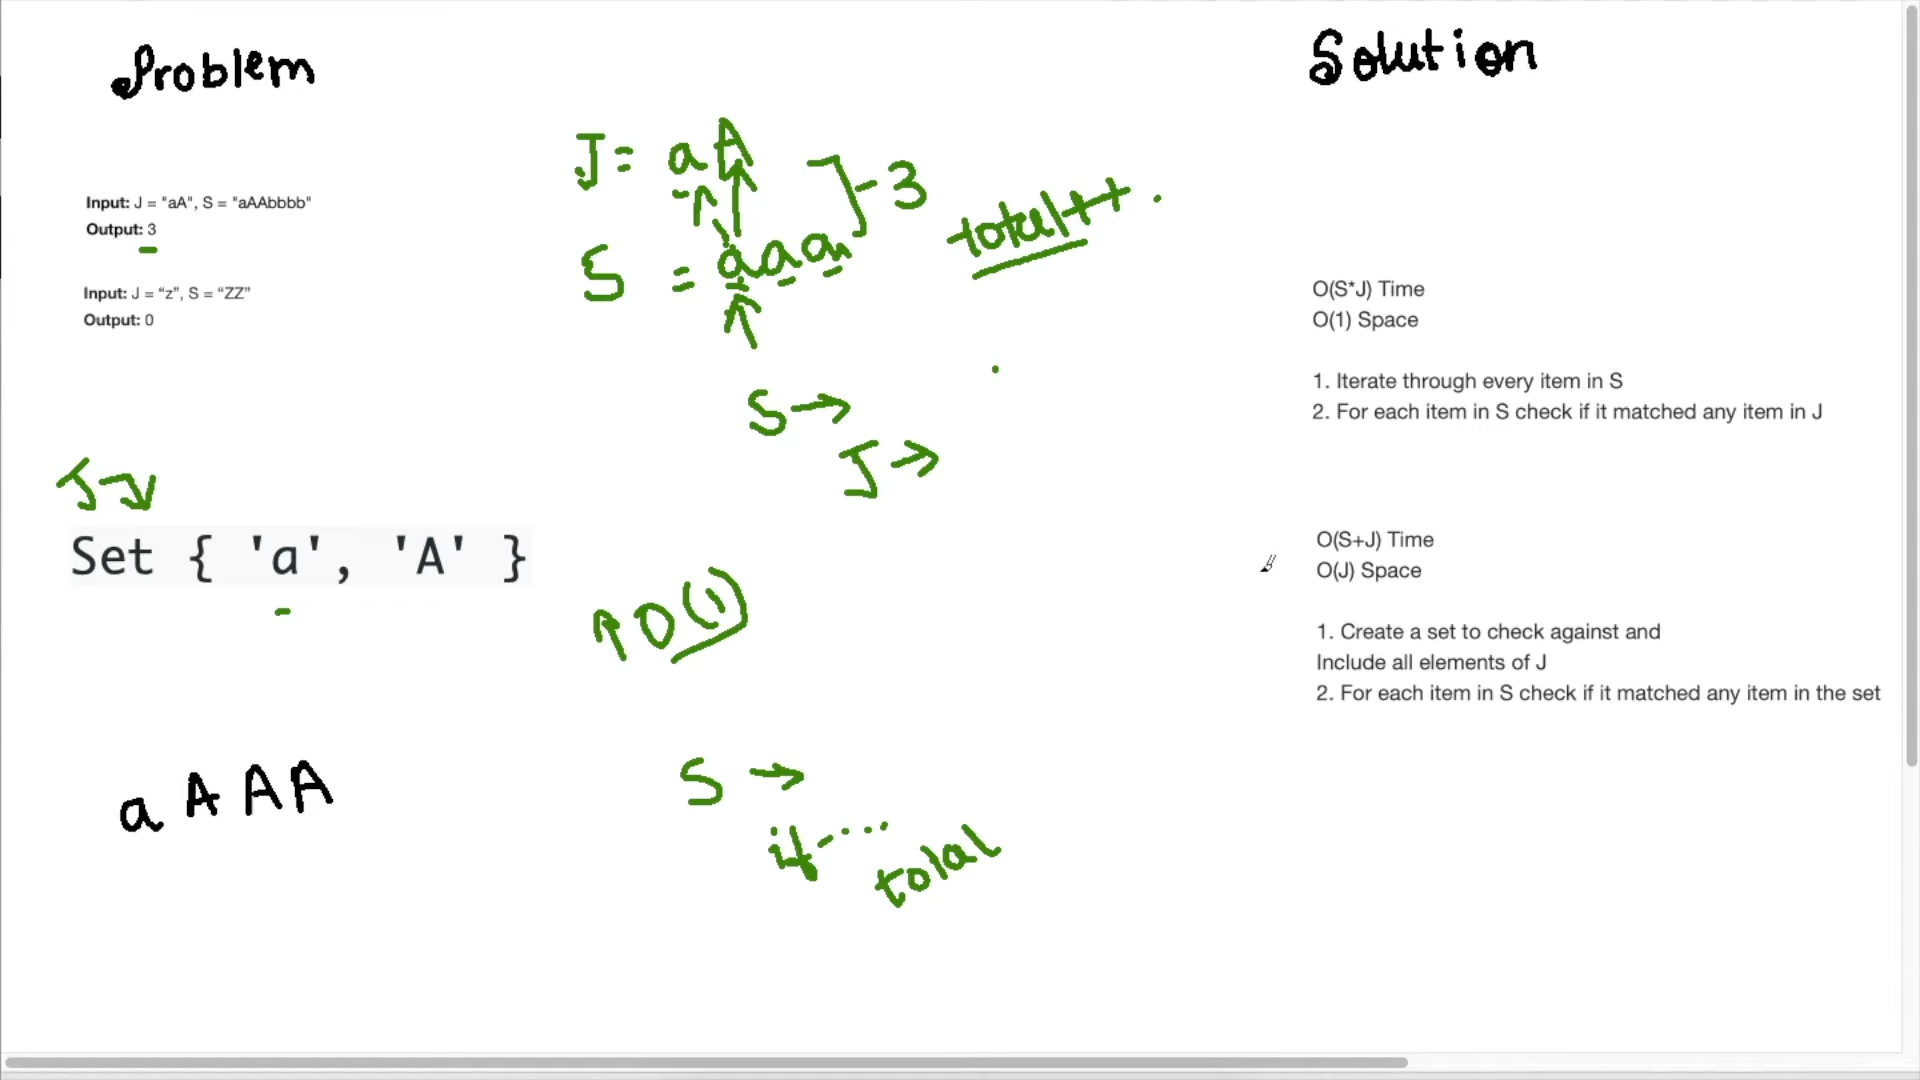 Problem
Solution
Input: J = "aA", S = "aAAbbbb"
Output: 3
Input: J = “z”, S = “ZZ”
Output: 0
J = aA
S = aaa
3
total++.
S →
J →
O(S*J) Time
O(1) Space
1. Iterate through every item in S
2. For each item in S check if it matched any item in J
J →
Set { 'a', 'A' }
↑ O(1)
O(S+J) Time
O(J) Space
1. Create a set to check against and
Include all elements of J
2. For each item in S check if it matched any item in the set
a A A A
S →
if ....
total